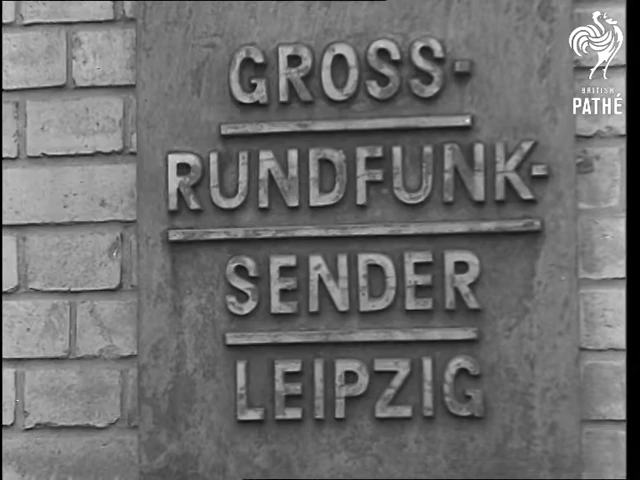 GROSS-
RUNDFUNK-
SENDER
LEIPZIG
BRITISH
PATHÉ